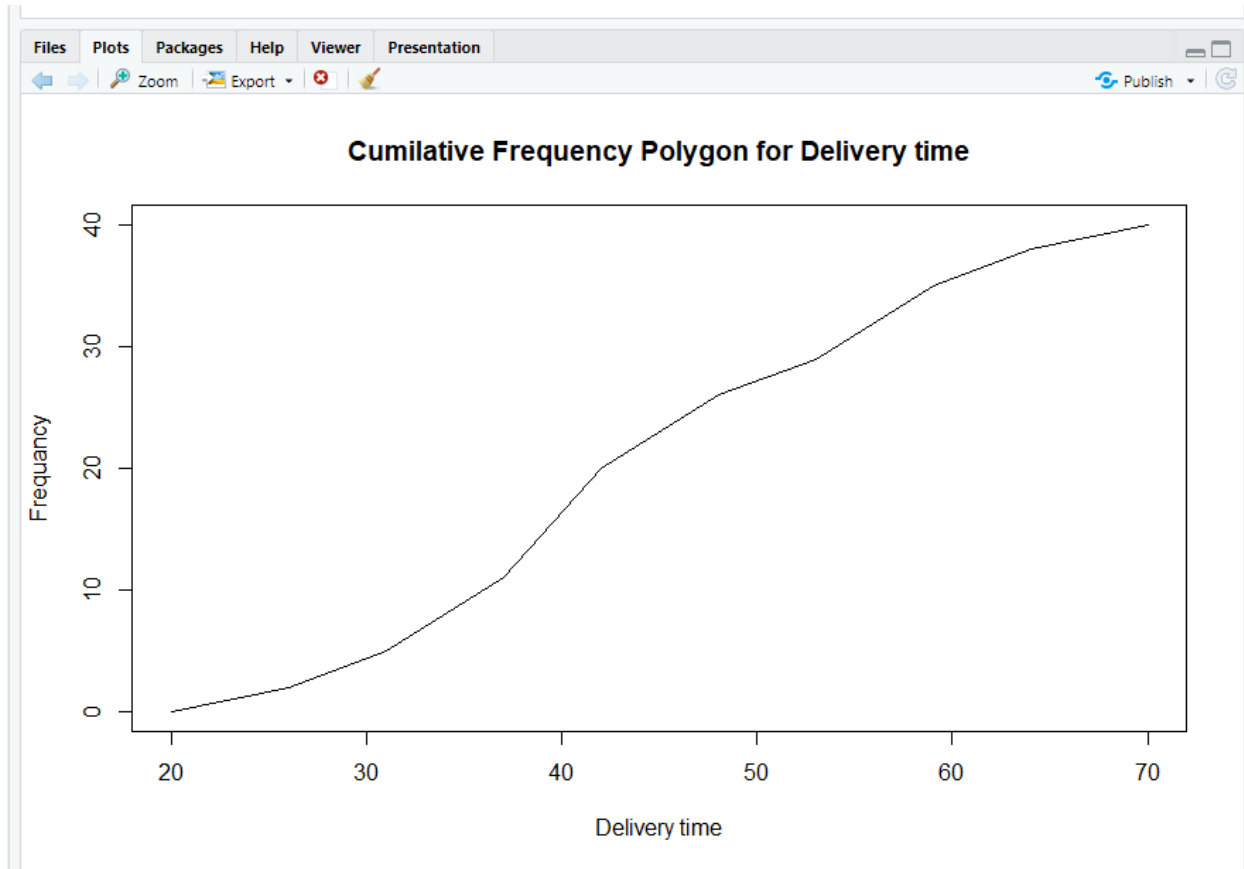 Files Plots Packages Help Viewer Presentation
Zoom Export Publish
Cumilative Frequency Polygon for Delivery time
40
30
20
10
0
Frequancy
20 30 40 50 60 70
Delivery time